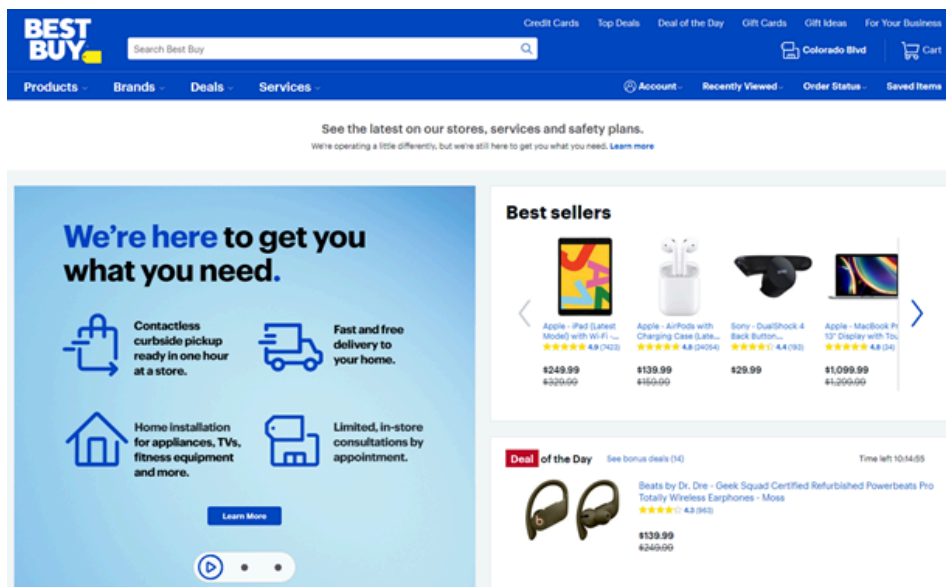 BEST
BUY
Credit Cards Top Deals Deal of the Day Gift Cards Gift Ideas For Your Business
Search Best Buy
Colorado Blvd
Cart
Products Brands Deals Services
Account Recently Viewed Order Status Saved Items
See the latest on our stores, services and safety plans.
We're operating a little differently, but we're still here to get you what you need. Learn more
We're here to get you
what you need.
Contactless
curbside pickup
ready in one hour
at a store.
Fast and free
delivery to
your home.
Home installation
for appliances, TVs,
fitness equipment
and more.
Limited, in-store
consultations by
appointment.
Learn More
Best sellers
Apple - iPad (Latest
Model) with Wi-Fi -...
4.9 (7423)
$249.99
$329.99
Apple - AirPods with
Charging Case (Late...
4.8 (24054)
$139.99
$159.99
Sony - DualShock 4
Back Button...
4.4 (193)
$29.99
Apple - MacBook Pr
13" Display with Tou
4.8 (34)
$1,099.99
$1,299.99
Deal of the Day
See bonus deals (14)
Time left 10:14:55
Beats by Dr. Dre - Geek Squad Certified Refurbished Powerbeats Pro
Totally Wireless Earphones - Moss
4.3 (963)
$139.99
$249.99